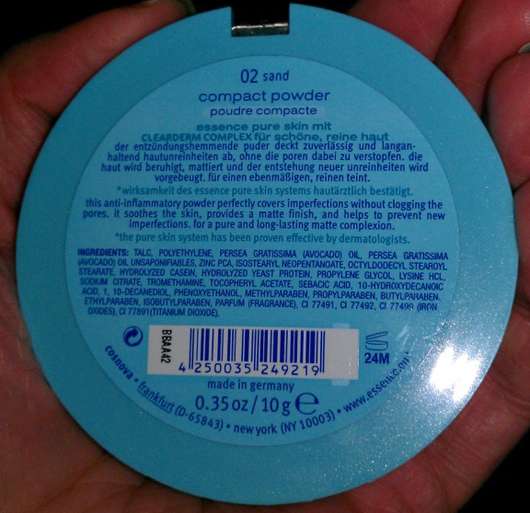 02 sand
compact powder
poudre compacte
essence pure skin mit
CLEARDERM COMPLEX für schöne, reine haut
der entzündungshemmende puder deckt zuverlässig und langan-
haltend hautunreinheiten ab, ohne die poren dabei zu verstopfen. die
haut wird beruhigt, mattiert und der entstehung neuer unreinheiten wird
vorgebeugt. für einen ebenmäßigen, reinen teint.
*wirksamkeit des essence pure skin systems hautärztlich bestätigt.
this anti-inflammatory powder perfectly covers imperfections without clogging the
pores. it soothes the skin, provides a matte finish, and helps to prevent new
imperfections. for a pure and long-lasting matte complexion.
*the pure skin system has been proven effective by dermatologists.
INGREDIENTS: TALC, POLYETHYLENE, PERSEA GRATISSIMA (AVOCADO) OIL, PERSEA GRATISSIMA
(AVOCADO) OIL UNSAPONIFIABLES, ZINC PCA, ISOSTEARYL NEOPENTANOATE, OCTYLDODECYL STEAROYL
STEARATE, HYDROLYZED CASEIN, HYDROLYZED YEAST PROTEIN, PROPYLENE GLYCOL, LYSINE HCL,
SODIUM CITRATE, TROMETHAMINE, TOCOPHERYL ACETATE, SEBACIC ACID, 10-HYDROXYDECANOIC
ACID, 1, 10-DECANEDIOL, PHENOXYETHANOL, METHYLPARABEN, PROPYLPARABEN, BUTYLPARABEN,
ETHYLPARABEN, ISOBUTYLPARABEN, PARFUM (FRAGRANCE), CI 77491, CI 77492, CI 77499 (IRON
OXIDES), CI 77891(TITANIUM DIOXIDE).
BBAA42
4 250035 249219
24M
made in germany
0.35 oz / 10 g e
cosnova • frankfurt (D-65843) • new york (NY 10003) •